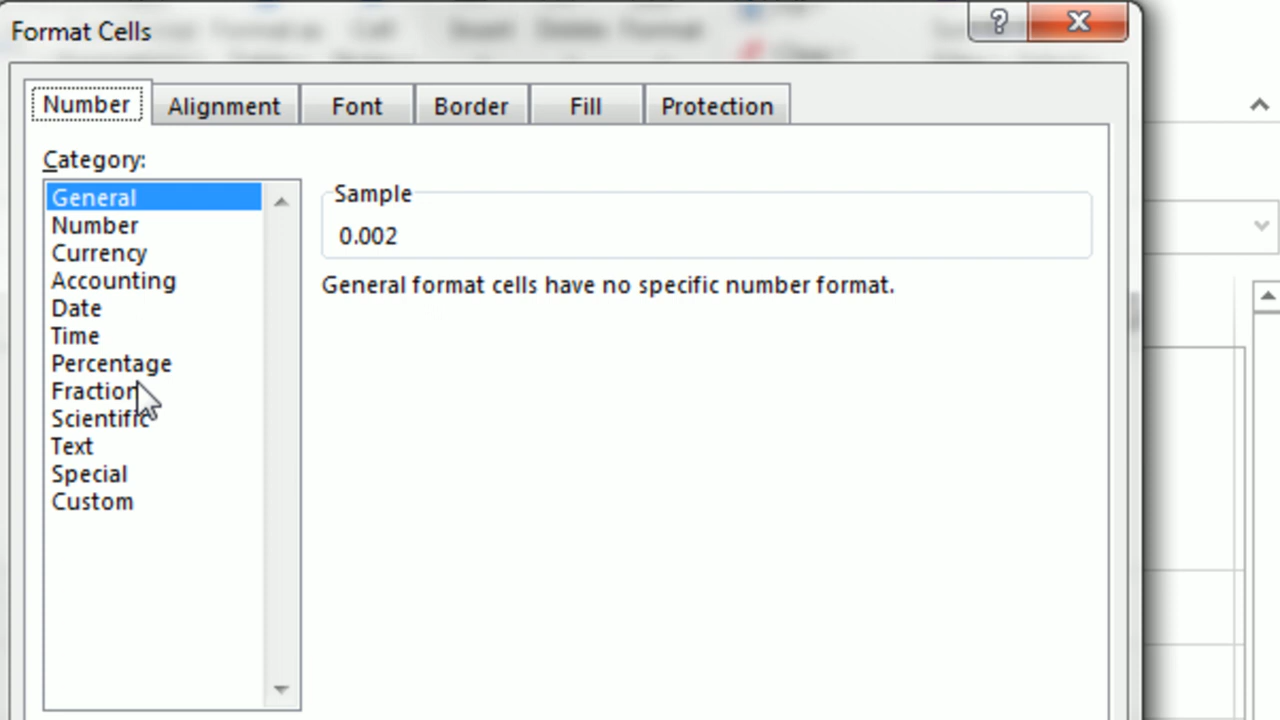 Format Cells
?
Number Alignment Font Border Fill Protection
Category:
General
Number
Currency
Accounting
Date
Time
Percentage
Fraction
Scientific
Text
Special
Custom
Sample
0.002
General format cells have no specific number format.